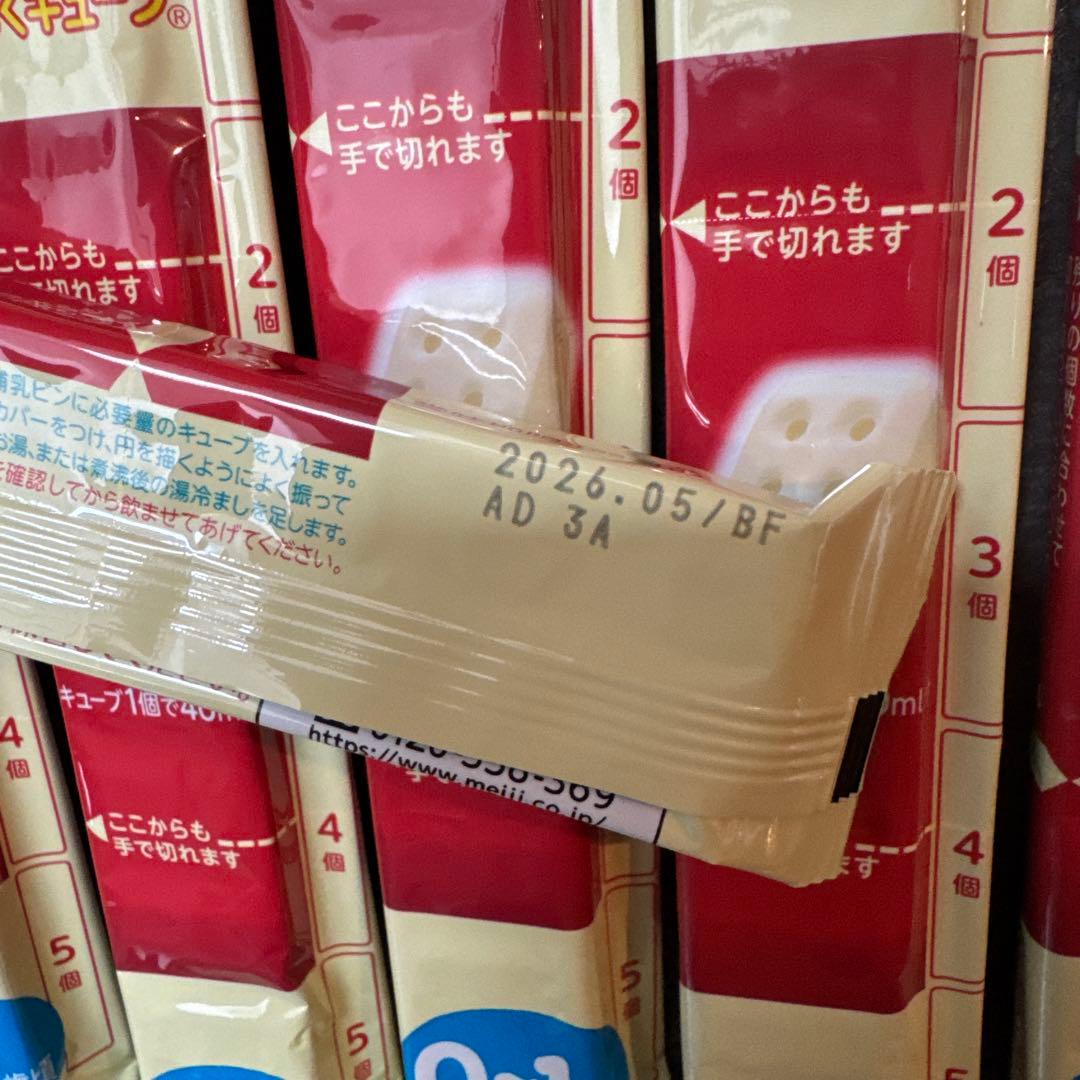 くキューブ®
ここからも
手で切れます
2
個
ここからも
手で切れます
2
個
ここからも
手で切れます
2
個
乳ビンに必要量のキューブを入れます。
カバーをつけ、円を描くようによく振って
お湯、または煮沸後の湯冷ましを足します。
確認してから飲ませてあげてください。
2026.05/BF
AD 3A
3
個
キューブ1個で40m
https://www.meiji.co.jp/
ml
4
個
ここからも
手で切れます
4
個
ます
4
個
5
個
5
個
5
個
5